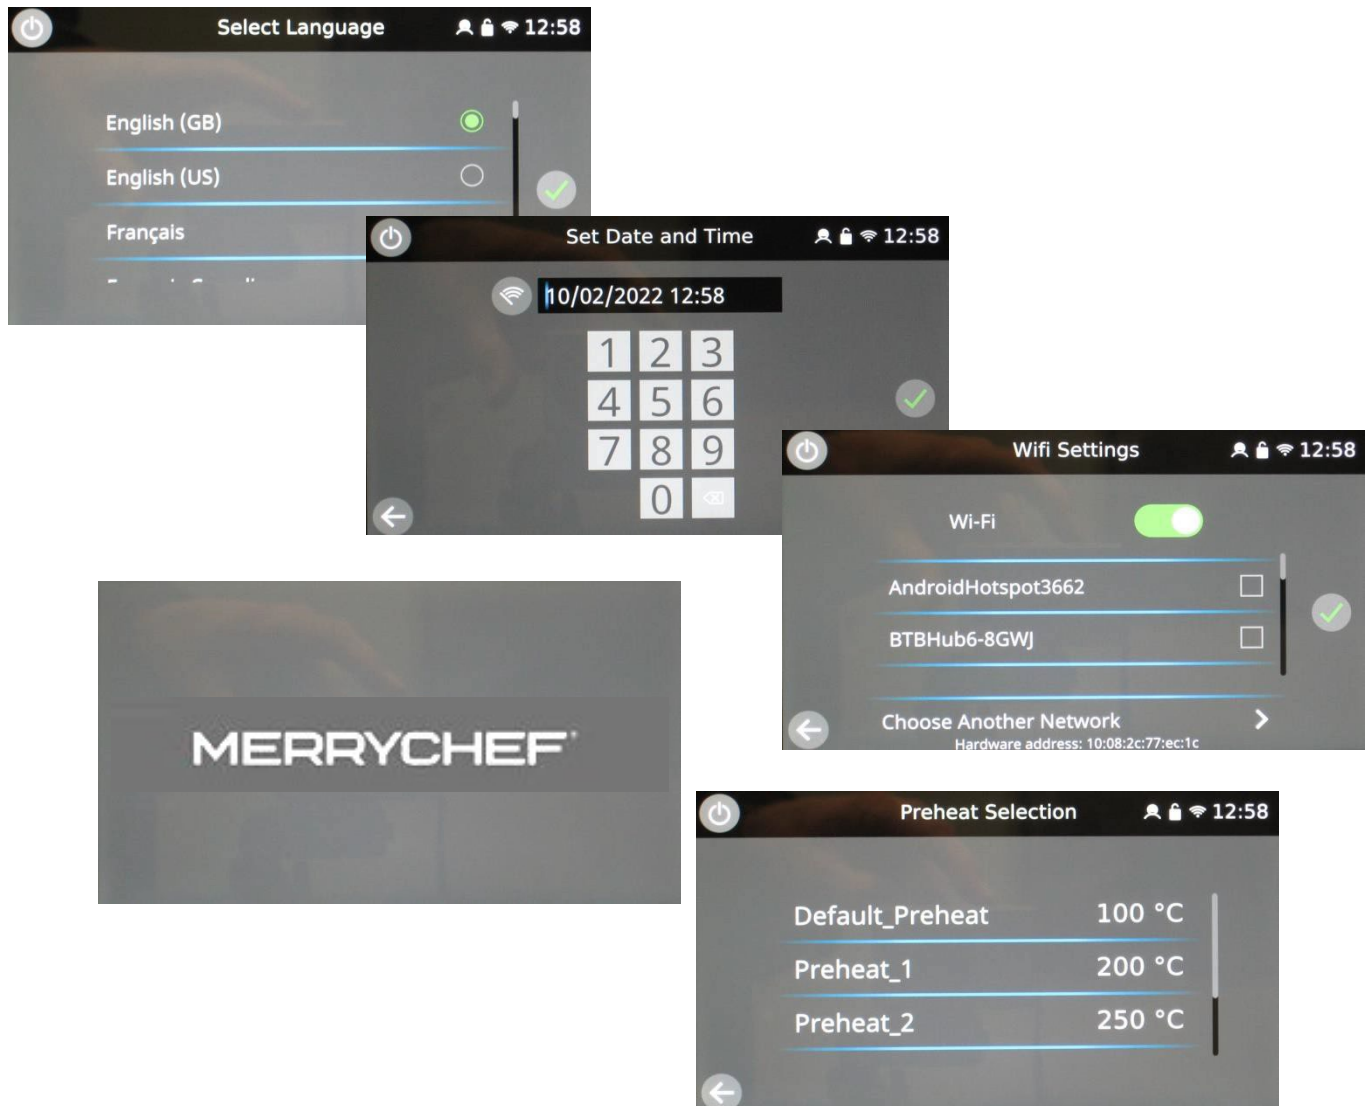 Select Language 12:58
English (GB)
English (US)
Français
Set Date and Time 12:58
10/02/2022 12:58
1 2 3
4 5 6
7 8 9
0
Wifi Settings 12:58
Wi-Fi
AndroidHotspot3662
BTBHub6-8GWJ
Choose Another Network
Hardware address: 10:08:2c:77:ec:1c
MERRYCHEF
Preheat Selection 12:58
Default_Preheat 100 °C
Preheat_1 200 °C
Preheat_2 250 °C